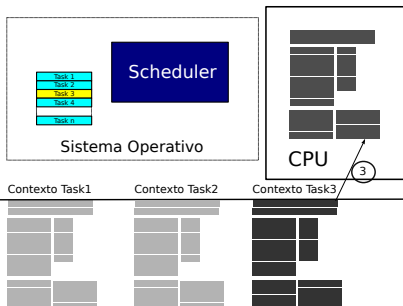 Task 1
Task 2
Task 3
Task 4
Task n
Scheduler
Sistema Operativo
CPU
3
Contexto Task1
Contexto Task2
Contexto Task3